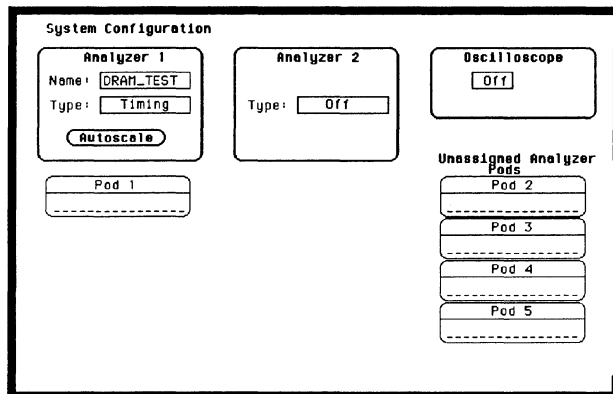 System Configuration
Analyzer 1
Name: DRAM_TEST
Type: Timing
Autoscale
Analyzer 2
Type: Off
Oscilloscope
Off
Pod 1
Unassigned Analyzer
Pods
Pod 2
Pod 3
Pod 4
Pod 5